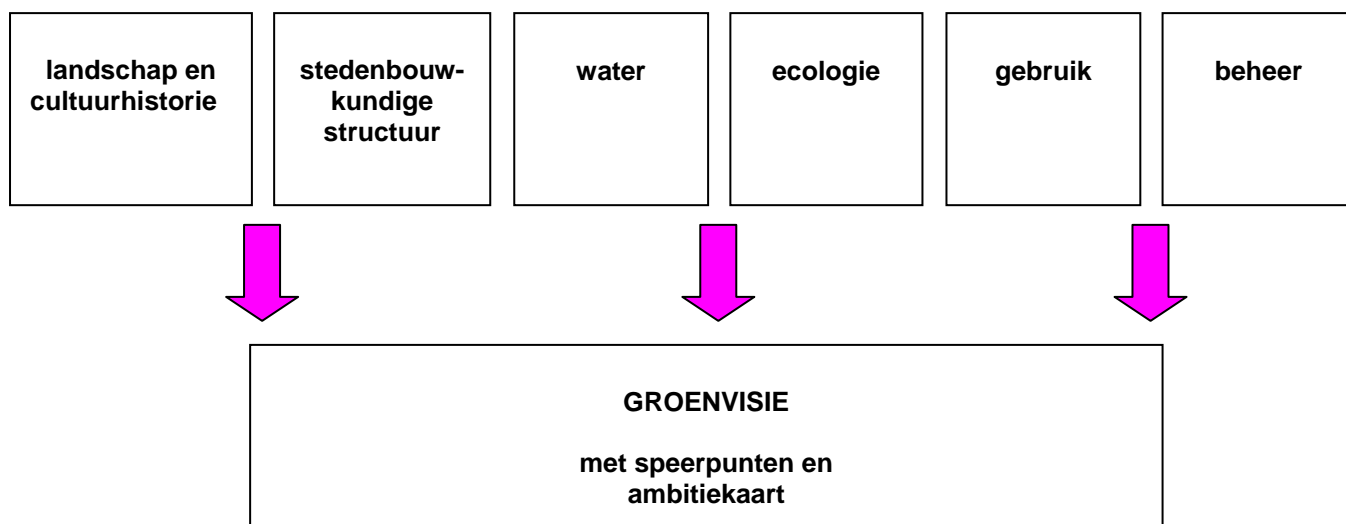 landschap en
cultuurhistorie
stedenbouw-
kundige
structuur
water
ecologie
gebruik
beheer
GROENVISIE
met speerpunten en
ambitiekaart